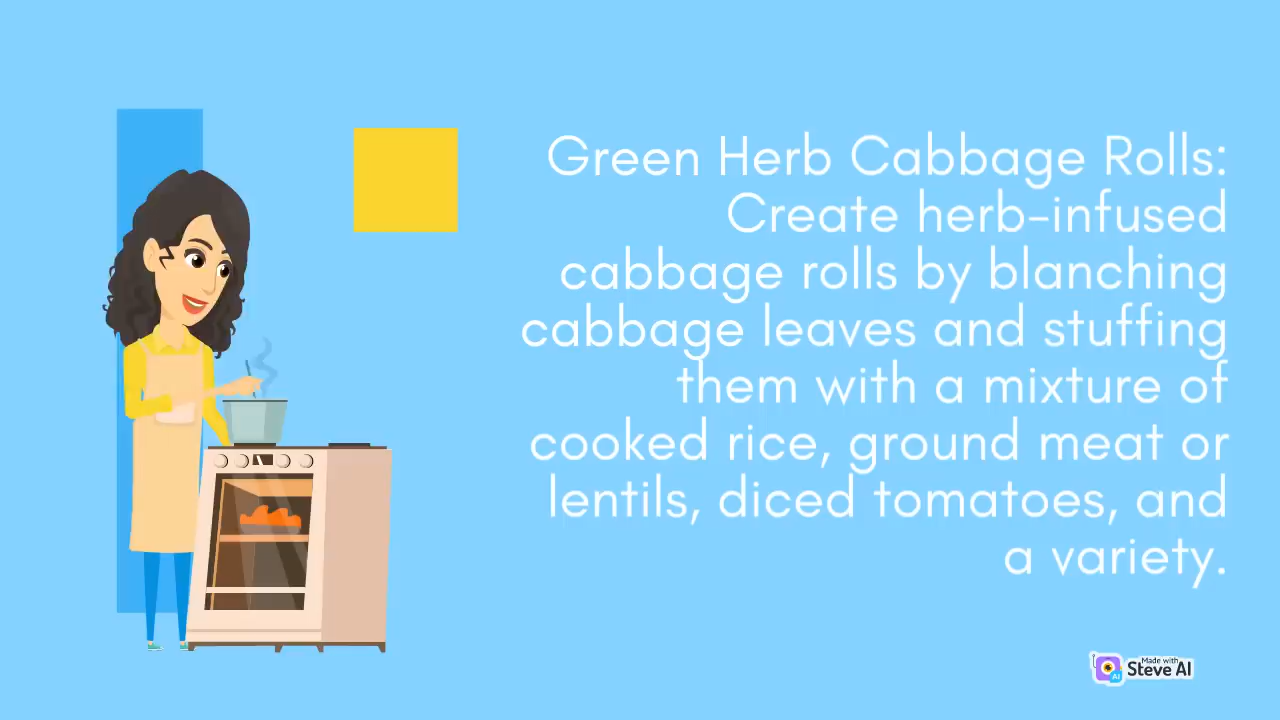 Green Herb Cabbage Rolls:
Create herb-infused
cabbage rolls by blanching
cabbage leaves and stuffing
them with a mixture of
cooked rice, ground meat or
lentils, diced tomatoes, and
a variety.
Made with
Steve AI
AI